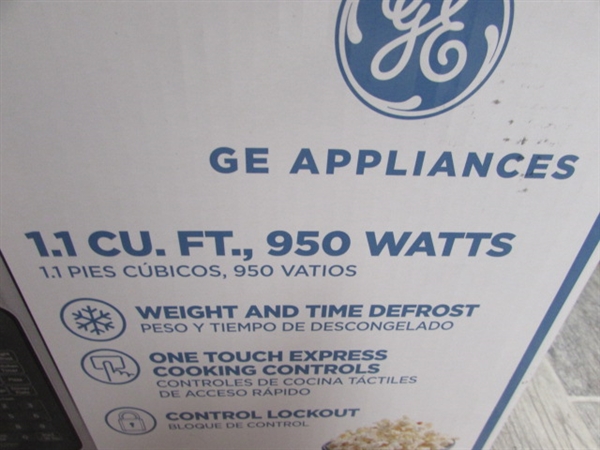 GE
GE APPLIANCES
1.1 CU. FT., 950 WATTS
1.1 PIES CÚBICOS, 950 VATIOS
WEIGHT AND TIME DEFROST
PESO Y TIEMPO DE DESCONGELADO
ONE TOUCH EXPRESS
COOKING CONTROLS
CONTROLES DE COCINA TÁCTILES
DE ACCESO RÁPIDO
CONTROL LOCKOUT
BLOQUE DE CONTROL